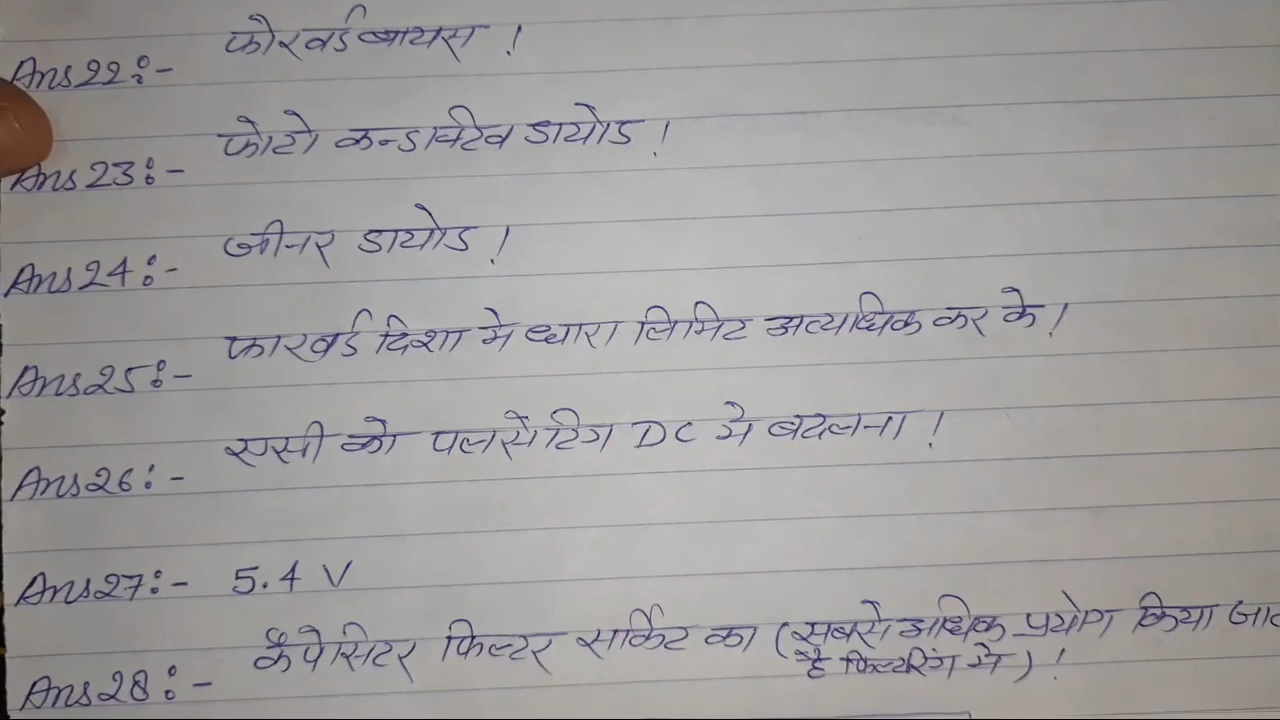 Ans22:- फौरवर्ड बायस !
Ans23:- फोटो कन्डाक्टिव डायोड !
Ans24:- जीनर डायोड !
Ans25:- फारवर्ड दिशा मे धारा लिमिट अत्याधिक कर के !
Ans26:- एसी को पलसेटिंग DC मे बदलना !
Ans27:- 5.4 V
Ans28:- कैपेसिटर फिल्टर सर्किट का (सबसे अधिक प्रयोग किया
है फिल्टरिंग मे) !